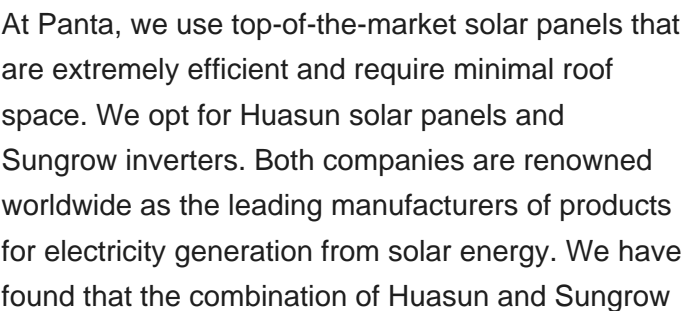 At Panta, we use top-of-the-market solar panels that
are extremely efficient and require minimal roof
space. We opt for Huasun solar panels and
Sungrow inverters. Both companies are renowned
worldwide as the leading manufacturers of products
for electricity generation from solar energy. We have
found that the combination of Huasun and Sungrow